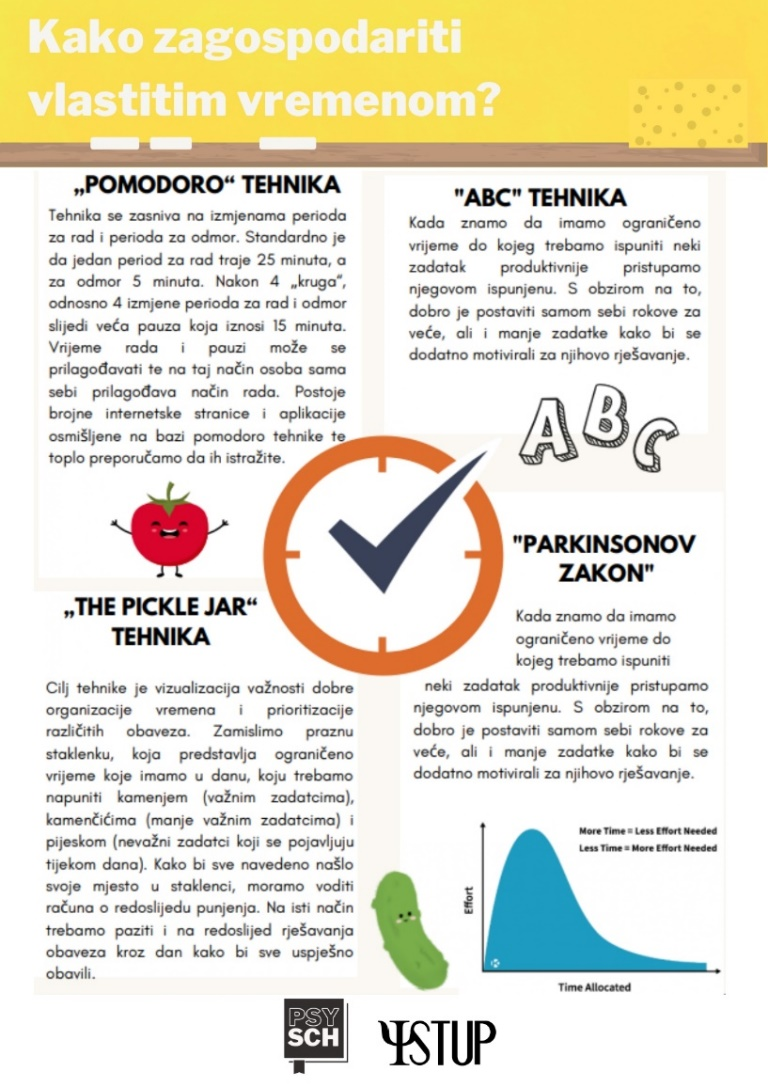 Kako zagospodariti
vlastitim vremenom?
„POMODORO“ TEHNIKA
Tehnika se zasniva na izmjenama perioda
za rad i perioda za odmor. Standardno je
da jedan period za rad traje 25 minuta, a
za odmor 5 minuta. Nakon 4 „kruga“,
odnosno 4 izmjene perioda za rad i odmor
slijedi veća pauza koja iznosi 15 minuta.
Vrijeme rada i pauzi može se
prilagođavati te na taj način osoba sama
sebi prilagođava način rada. Postoje
brojne internetske stranice i aplikacije
osmišljene na bazi pomodoro tehnike te
toplo preporučamo da ih istražite.
"ABC" TEHNIKA
Kada znamo da imamo ograničeno
vrijeme do kojeg trebamo ispuniti neki
zadatak produktivnije pristupamo
njegovom ispunjenu. S obzirom na to,
dobro je postaviti samom sebi rokove za
veće, ali i manje zadatke kako bi se
dodatno motivirali za njihovo rješavanje.
ABC
„THE PICKLE JAR“
TEHNIKA
Cilj tehnike je vizualizacija važnosti dobre
organizacije vremena i prioritizacije
različitih obaveza. Zamislimo praznu
staklenku, koja predstavlja ograničeno
vrijeme koje imamo u danu, koju trebamo
napuniti kamenjem (važnim zadatcima),
kamenčićima (manje važnim zadatcima) i
pijeskom (nevažni zadatci koji se pojavljuju
tijekom dana). Kako bi sve navedeno našlo
svoje mjesto u staklenci, moramo voditi
računa o redoslijedu punjenja. Na isti način
trebamo paziti i na redoslijed rješavanja
obaveza kroz dan kako bi sve uspješno
obavili.
"PARKINSONOV
ZAKON"
Kada znamo da imamo
ograničeno vrijeme do
kojeg trebamo ispuniti
neki zadatak produktivnije pristupamo
njegovom ispunjenu. S obzirom na to,
dobro je postaviti samom sebi rokove za
veće, ali i manje zadatke kako bi se
dodatno motivirali za njihovo rješavanje.
More Time = Less Effort Needed
Less Time = More Effort Needed
Effort
Time Allocated
PSY
SCH
ΨSTUP